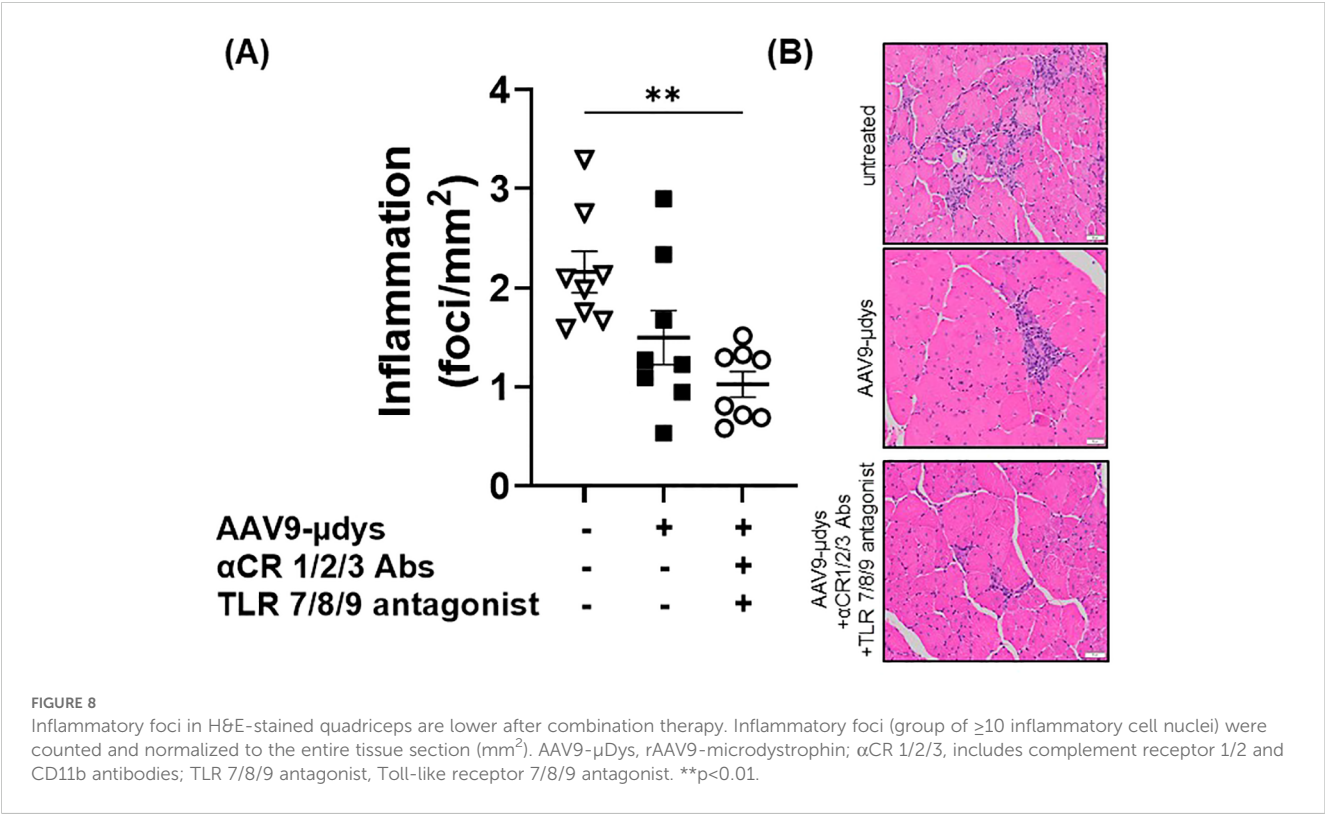 (A)
(B)
**
4
3
2
1
0
Inflammation
(foci/mm²)
AAV9-µdys - + +
αCR 1/2/3 Abs - - +
TLR 7/8/9 antagonist - - +
untreated
AAV9-µdys
AAV9-µdys
+αCR1/2/3 Abs
+TLR 7/8/9 antagonist
FIGURE 8
Inflammatory foci in H&E-stained quadriceps are lower after combination therapy. Inflammatory foci (group of ≥10 inflammatory cell nuclei) were
counted and normalized to the entire tissue section (mm²). AAV9-µDys, rAAV9-microdystrophin; αCR 1/2/3, includes complement receptor 1/2 and
CD11b antibodies; TLR 7/8/9 antagonist, Toll-like receptor 7/8/9 antagonist. **p<0.01.